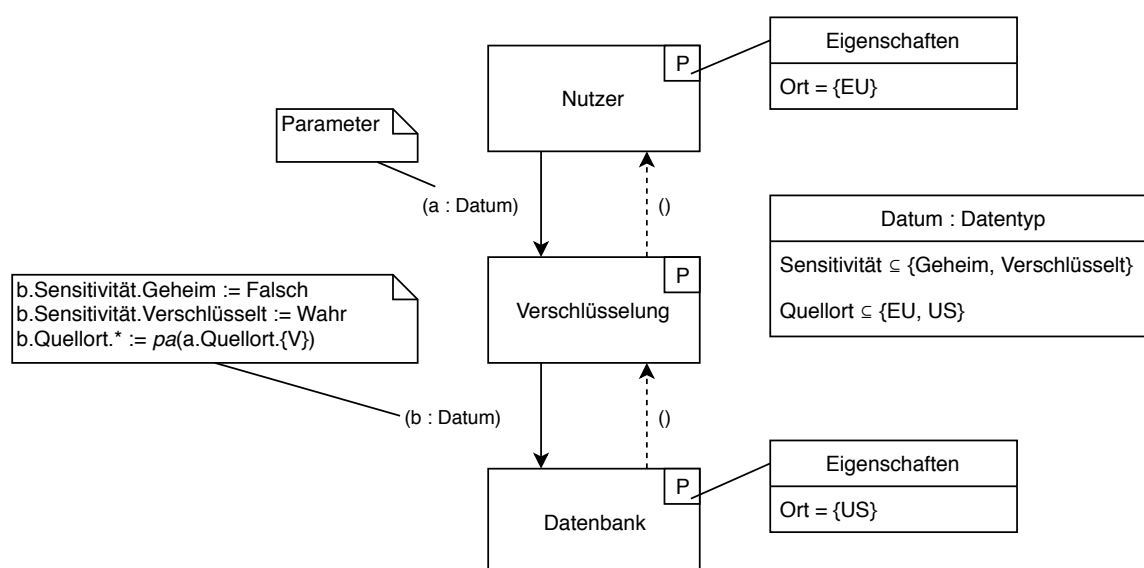 P
Nutzer
Eigenschaften
Ort = {EU}
Parameter
(a : Datum)
()
Datum : Datentyp
Sensitivität ⊆ {Geheim, Verschlüsselt}
Quellort ⊆ {EU, US}
P
Verschlüsselung
b.Sensitivität.Geheim := Falsch
b.Sensitivität.Verschlüsselt := Wahr
b.Quellort.* := pa(a.Quellort.{V})
(b : Datum)
()
P
Datenbank
Eigenschaften
Ort = {US}